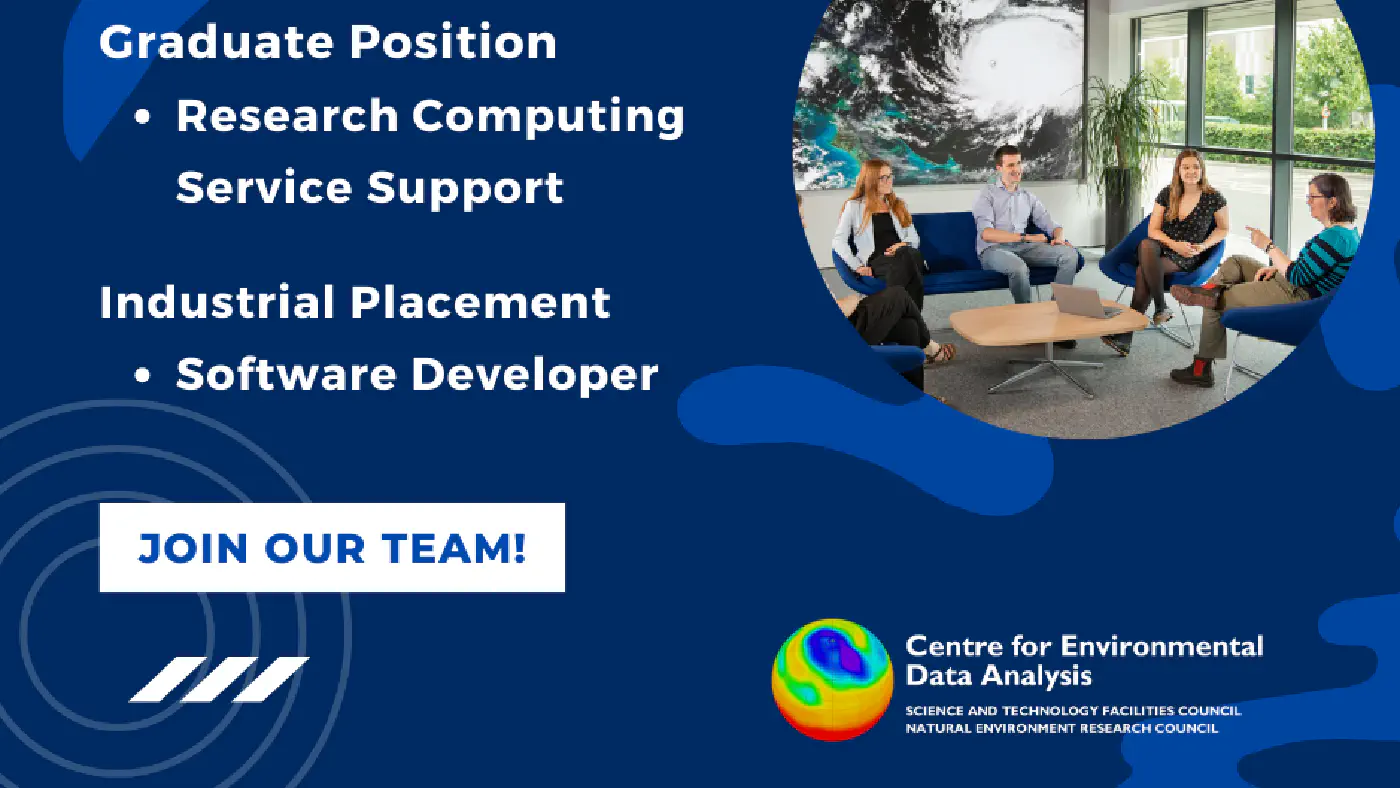 Graduate Position
• Research Computing
Service Support
Industrial Placement
• Software Developer
JOIN OUR TEAM!
Centre for Environmental
Data Analysis
SCIENCE AND TECHNOLOGY FACILITIES COUNCIL
NATURAL ENVIRONMENT RESEARCH COUNCIL